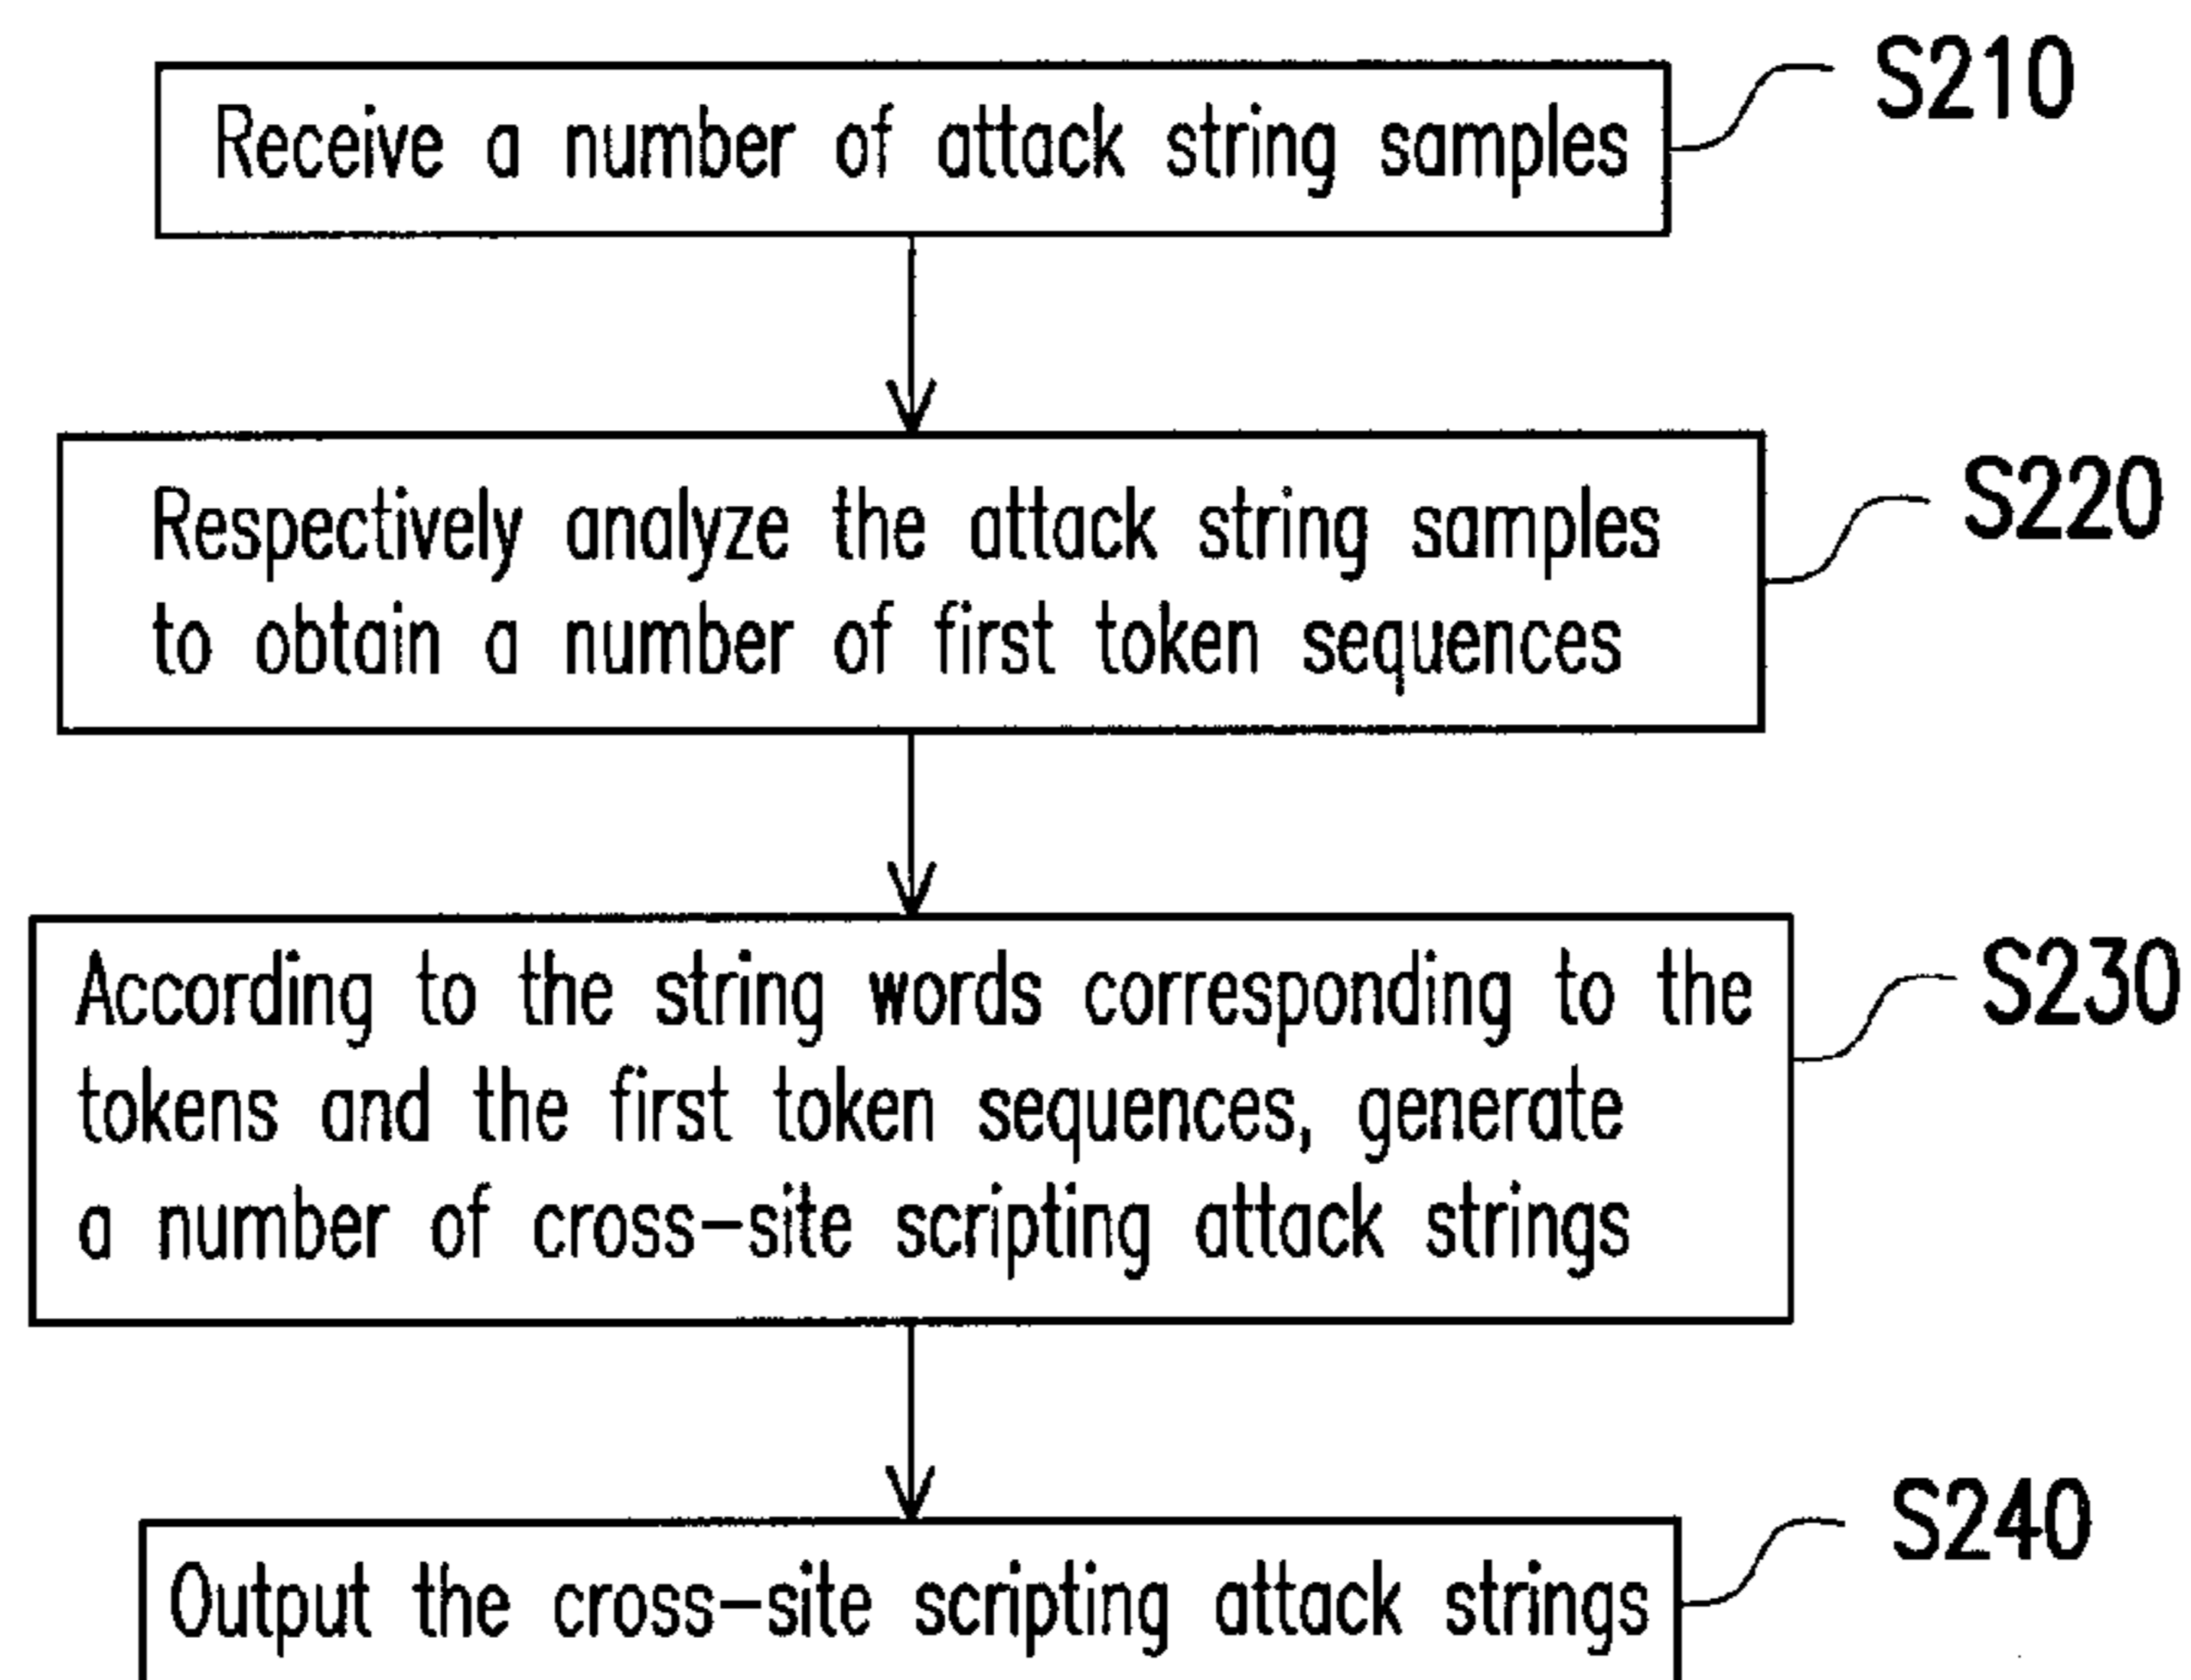 Receive a number of attack string samples
S210
Respectively analyze the attack string samples
to obtain a number of first token sequences
S220
According to the string words corresponding to the
tokens and the first token sequences, generate
a number of cross-site scripting attack strings
S230
Output the cross-site scripting attack strings
S240